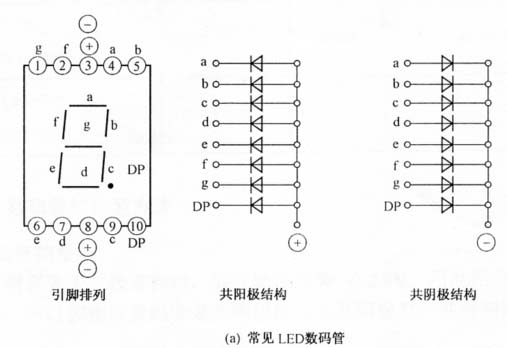 −
g f + a b
1 2 3 4 5
a
f g b
e d c DP
6 7 8 9 10
e d + c DP
−
引脚排列
a
b
c
d
e
f
g
DP
+
共阳极结构
a
b
c
d
e
f
g
DP
−
共阴极结构
(a) 常见 LED数码管